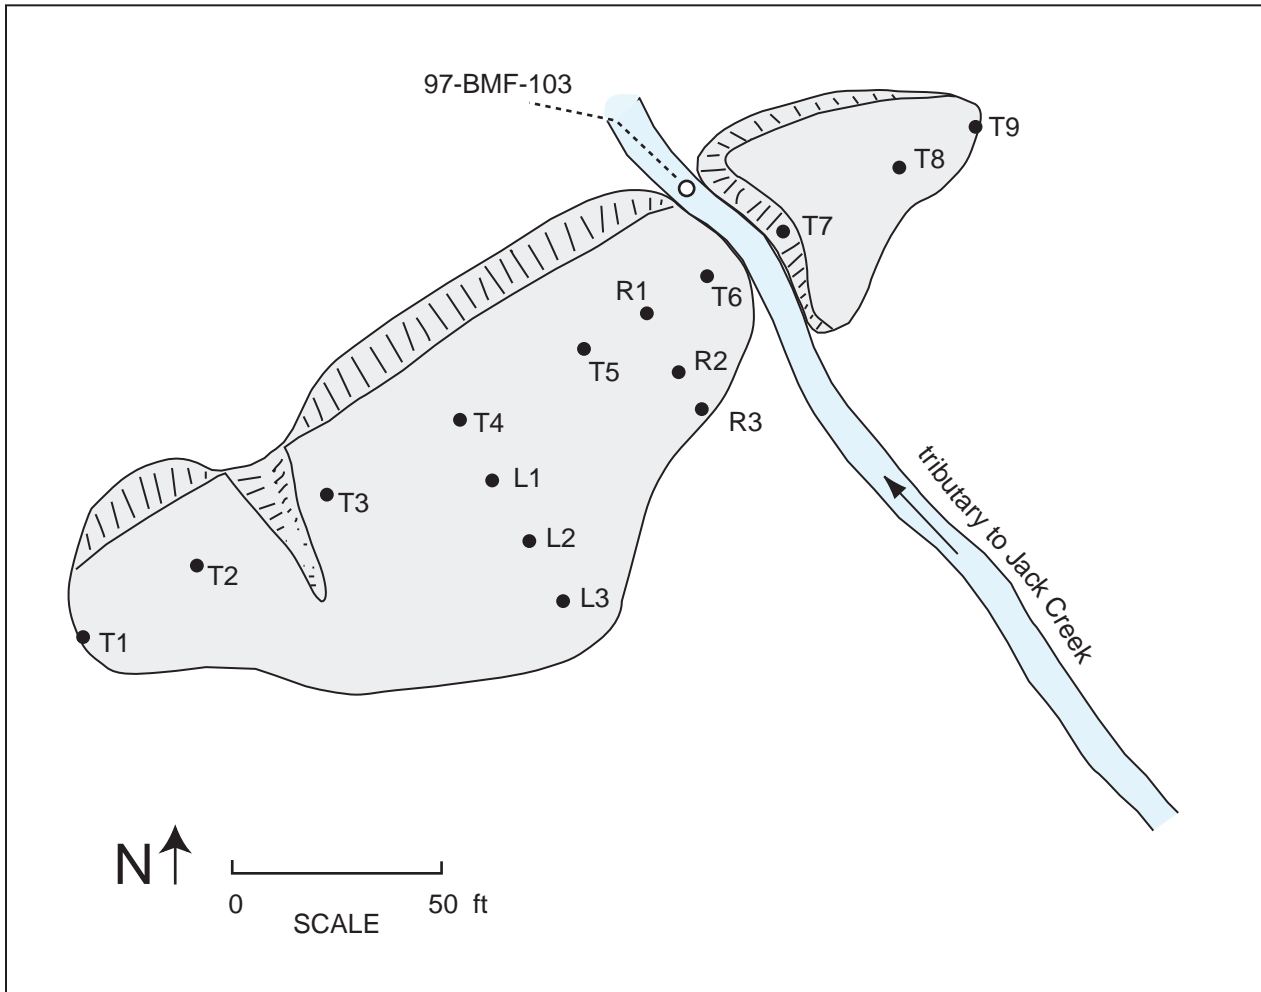 97-BMF-103
T9
T8
T7
T6
R1
T5
R2
R3
T4
L1
T3
L2
T2
L3
T1
tributary to Jack Creek
N
0 50 ft
SCALE